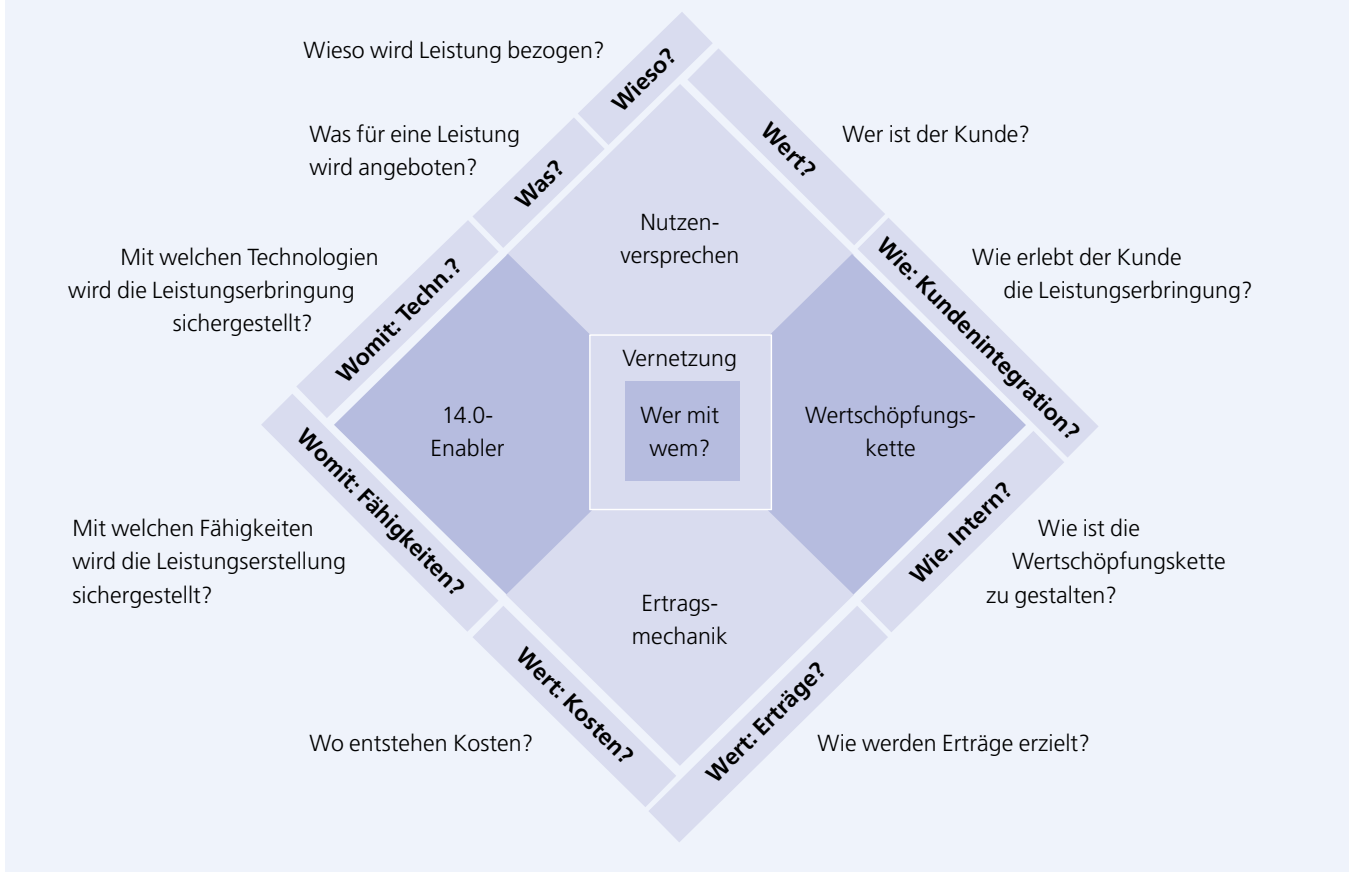 Wieso wird Leistung bezogen?
Wieso?
Was für eine Leistung
wird angeboten?
Was?
Wert?
Wer ist der Kunde?
Mit welchen Technologien
wird die Leistungserbringung
sichergestellt?
Womit: Techn.?
Nutzen-
versprechen
Wie: Kundenintegration?
Wie erlebt der Kunde
die Leistungserbringung?
14.0-
Enabler
Vernetzung
Wer mit
wem?
Wertschöpfungs-
kette
Mit welchen Fähigkeiten
wird die Leistungserstellung
sichergestellt?
Womit: Fähigkeiten?
Ertrags-
mechanik
Wie. Intern?
Wie ist die
Wertschöpfungskette
zu gestalten?
Wo entstehen Kosten?
Wert: Kosten?
Wert: Erträge?
Wie werden Erträge erzielt?